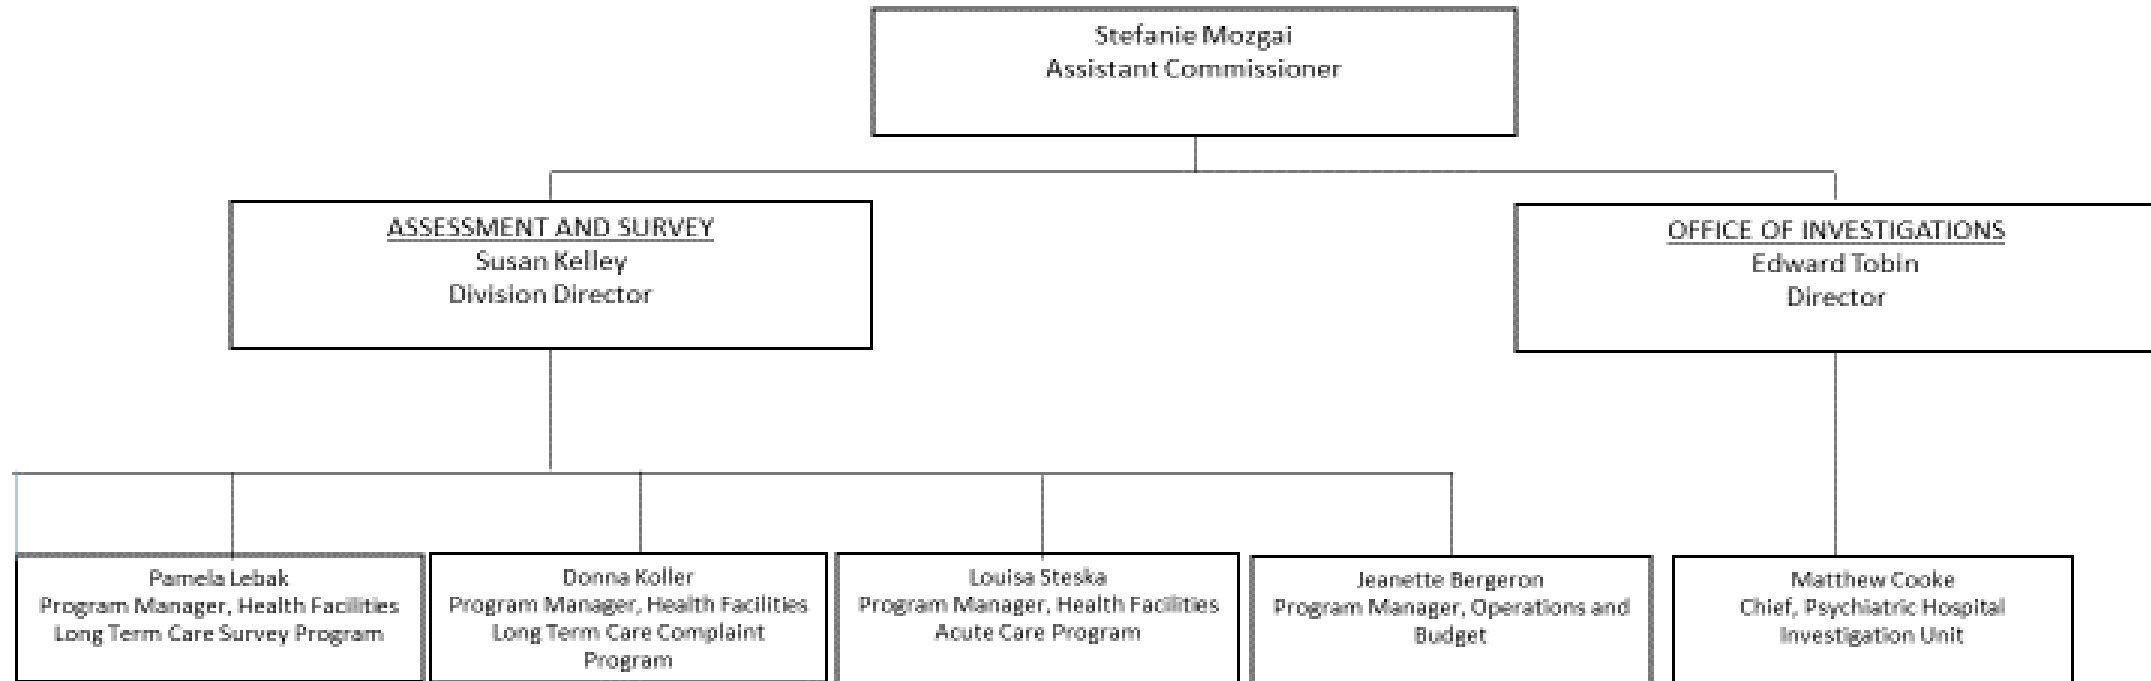 Stefanie Mozgai
Assistant Commissioner
ASSESSMENT AND SURVEY
Susan Kelley
Division Director
OFFICE OF INVESTIGATIONS
Edward Tobin
Director
Pamela Lebak
Program Manager, Health Facilities
Long Term Care Survey Program
Donna Koller
Program Manager, Health Facilities
Long Term Care Complaint
Program
Louisa Steska
Program Manager, Health Facilities
Acute Care Program
Jeanette Bergeron
Program Manager, Operations and
Budget
Matthew Cooke
Chief, Psychiatric Hospital
Investigation Unit